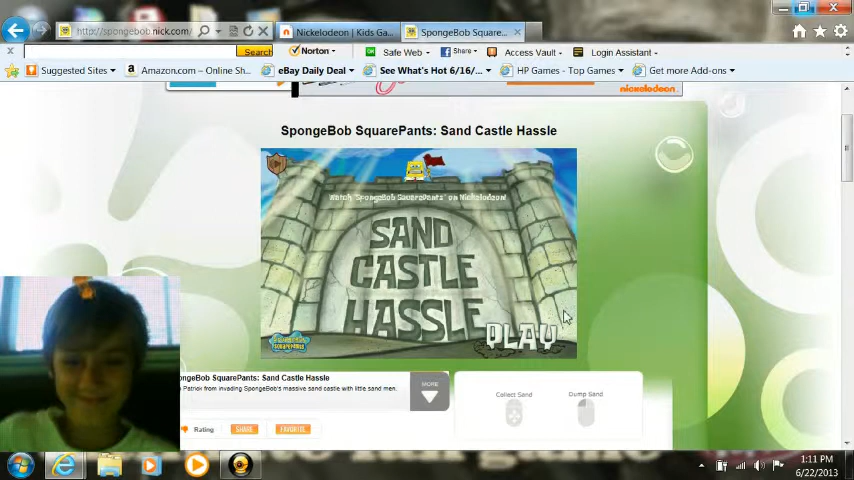 http://spongebob.nick.com/
Nickelodeon | Kids Ga...
SpongeBob Square...
Search
Norton
Safe Web
Share
Access Vault
Login Assistant
Suggested Sites
Amazon.com – Online Sh...
eBay Daily Deal
See What's Hot 6/16/...
HP Games - Top Games
Get more Add-ons
nickelodeon
SpongeBob SquarePants: Sand Castle Hassle
Watch "SpongeBob SquarePants" on Nickelodeon!
SAND
CASTLE
HASSLE
PLAY
SPONGEBOB
SQUAREPANTS
ongeBob SquarePants: Sand Castle Hassle
Patrick from invading SpongeBob's massive sand castle with little sand men.
MORE
Collect Sand
Dump Sand
Rating
SHARE
FAVORITE
1:11 PM
6/22/2013